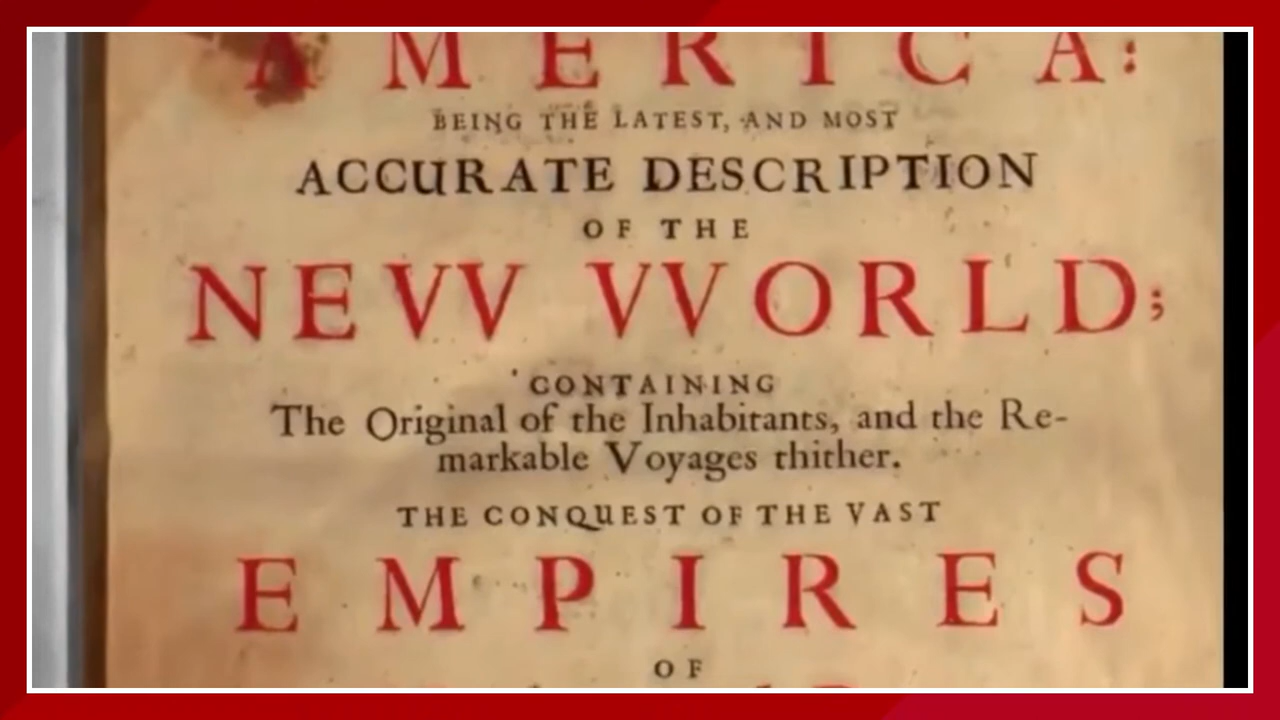 AMERICA:
BEING THE LATEST, AND MOST
ACCURATE DESCRIPTION
OF THE
NEVV VVORLD;
CONTAINING
The Original of the Inhabitants, and the Re-
markable Voyages thither.
THE CONQUEST OF THE VAST
EMPIRES
OF